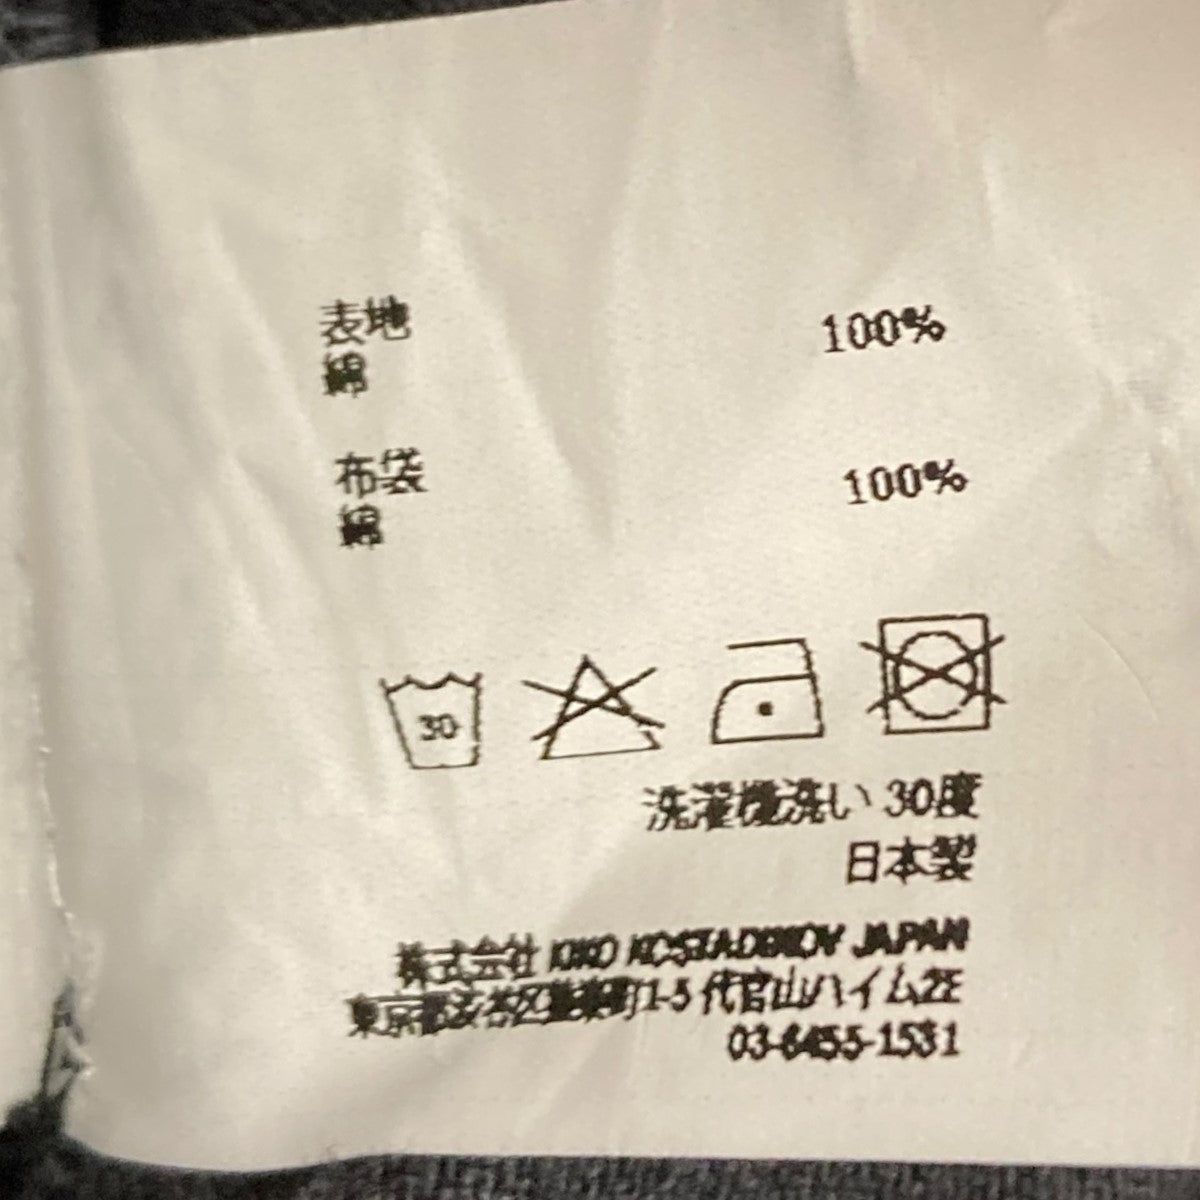 表地 100%
綿
布袋 100%
綿
30
洗濯機洗い 30度
日本製
株式会社 KIKO KOSTADINOV JAPAN
東京都渋谷区猿楽町1-5 代官山ハイム2E
03-6455-1531